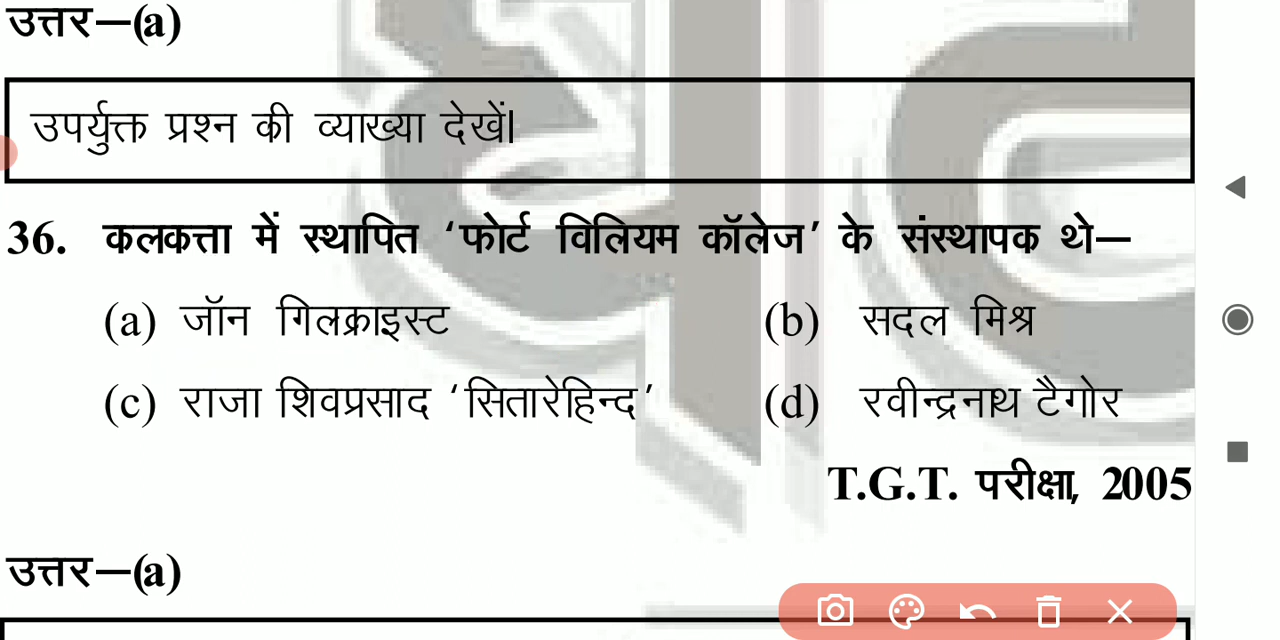 उत्तर—(a)
उपर्युक्त प्रश्न की व्याख्या देखें।
36. कलकत्ता में स्थापित ‘फोर्ट विलियम कॉलेज’ के संस्थापक थे—
(a) जॉन गिलक्राइस्ट (b) सदल मिश्र
(c) राजा शिवप्रसाद ‘सितारेहिन्द’ (d) रवीन्द्रनाथ टैगोर
T.G.T. परीक्षा, 2005
उत्तर—(a)